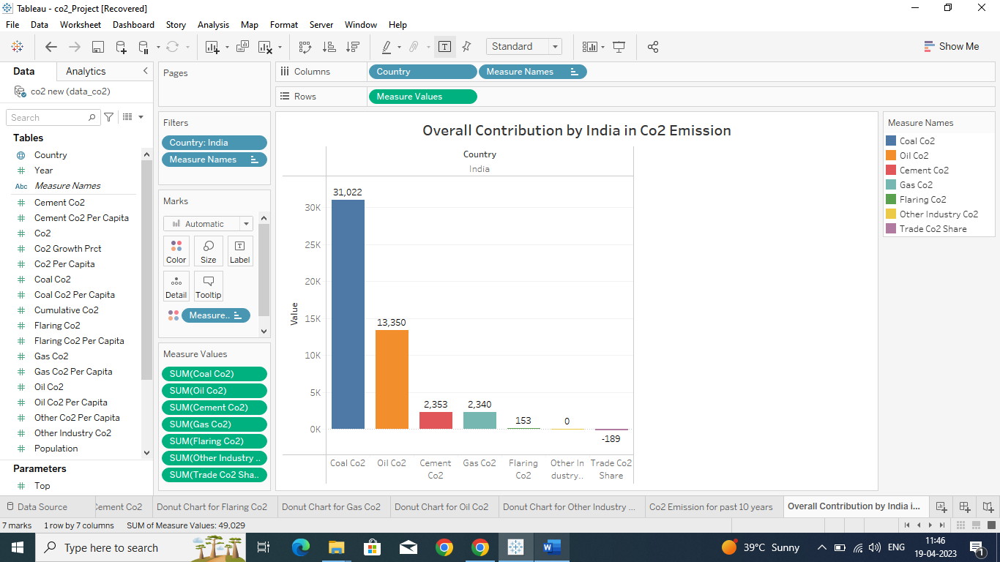 Tableau - co2_Project [Recovered]
File Data Worksheet Dashboard Story Analysis Map Format Server Window Help
Standard
Show Me
Data Analytics
co2 new (data_co2)
Search
Tables
Country
Year
Abc Measure Names
Cement Co2
Cement Co2 Per Capita
Co2
Co2 Growth Prct
Co2 Per Capita
Coal Co2
Coal Co2 Per Capita
Cumulative Co2
Flaring Co2
Flaring Co2 Per Capita
Gas Co2
Gas Co2 Per Capita
Oil Co2
Oil Co2 Per Capita
Other Co2 Per Capita
Other Industry Co2
Population
Parameters
Top
Pages
Filters
Country: India
Measure Names
Marks
Automatic
Color Size Label
Detail Tooltip
Measure..
Measure Values
SUM(Coal Co2)
SUM(Oil Co2)
SUM(Cement Co2)
SUM(Gas Co2)
SUM(Flaring Co2)
SUM(Other Industry ..
SUM(Trade Co2 Sha..
Columns Country Measure Names
Rows Measure Values
Overall Contribution by India in Co2 Emission
Country
India
Value
30K
25K
20K
15K
10K
5K
0K
31,022
13,350
2,353
2,340
153
0
-189
Coal Co2 Oil Co2 Cement Gas Co2 Flaring Other In Trade Co2
Co2 Co2 dustry.. Share
Measure Names
Coal Co2
Oil Co2
Cement Co2
Gas Co2
Flaring Co2
Other Industry Co2
Trade Co2 Share
Data Source Cement Co2 Donut Chart for Flaring Co2 Donut Chart for Gas Co2 Donut Chart for Oil Co2 Donut Chart for Other Industry ... Co2 Emission for past 10 years Overall Contribution by India i...
7 marks 1 row by 7 columns SUM of Measure Values: 49,029
Type here to search
39°C Sunny
ENG
11:46
19-04-2023
1